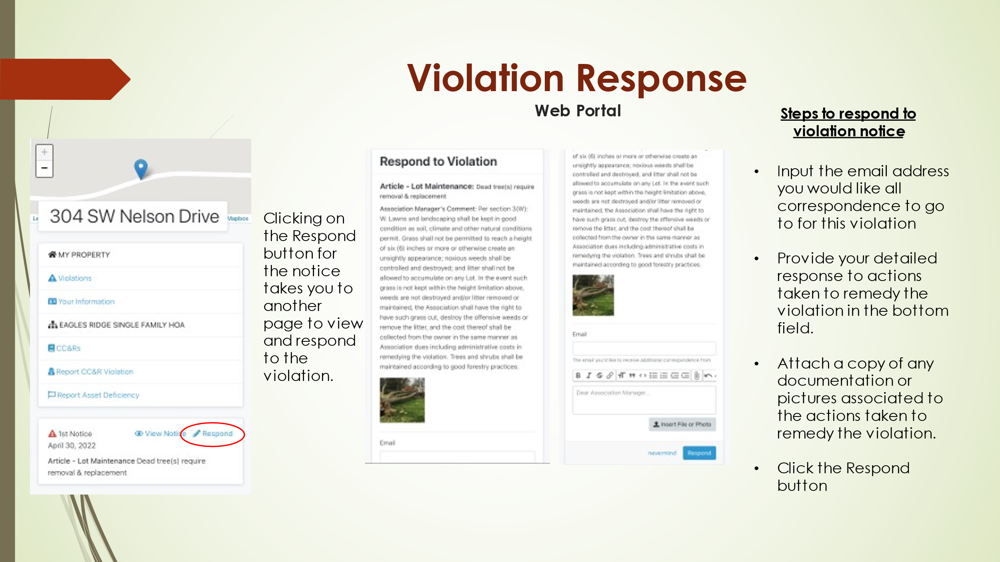 Violation Response
Web Portal
+
−
304 SW Nelson Drive
Mapbox
MY PROPERTY
Violations
Your Information
EAGLES RIDGE SINGLE FAMILY HOA
CC&Rs
Report CC&R Violation
Report Asset Deficiency
1st Notice View Notice Respond
April 30, 2022
Article - Lot Maintenance Dead tree(s) require
removal & replacement
Clicking on
the Respond
button for
the notice
takes you to
another
page to view
and respond
to the
violation.
Respond to Violation
Article - Lot Maintenance: Dead tree(s) require
removal & replacement
Association Manager's Comment: Per section 3(W):
W. Lawns and landscaping shall be kept in good
condition as soil, climate and other natural conditions
permit. Grass shall not be permitted to reach a height
of six (6) inches or more or otherwise create an
unsightly appearance; noxious weeds shall be
controlled and destroyed; and litter shall not be
allowed to accumulate on any Lot. In the event such
grass is not kept within the height limitation above,
weeds are not destroyed and/or litter removed or
maintained, the Association shall have the right to
have such grass cut, destroy the offensive weeds or
remove the litter, and the cost thereof shall be
collected from the owner in the same manner as
Association dues including administrative costs in
remedying the violation. Trees and shrubs shall be
maintained according to good forestry practices.
Email
of six (6) inches or more or otherwise create an
unsightly appearance; noxious weeds shall be
controlled and destroyed; and litter shall not be
allowed to accumulate on any Lot. In the event such
grass is not kept within the height limitation above,
weeds are not destroyed and/or litter removed or
maintained, the Association shall have the right to
have such grass cut, destroy the offensive weeds or
remove the litter, and the cost thereof shall be
collected from the owner in the same manner as
Association dues including administrative costs in
remedying the violation. Trees and shrubs shall be
maintained according to good forestry practices.
Email
The email you'd like to receive additional correspondence from
B I S
Dear Association Manager...
Insert File or Photo
nevermind Respond
Steps to respond to
violation notice
• Input the email address
you would like all
correspondence to go
to for this violation
• Provide your detailed
response to actions
taken to remedy the
violation in the bottom
field.
• Attach a copy of any
documentation or
pictures associated to
the actions taken to
remedy the violation.
• Click the Respond
button